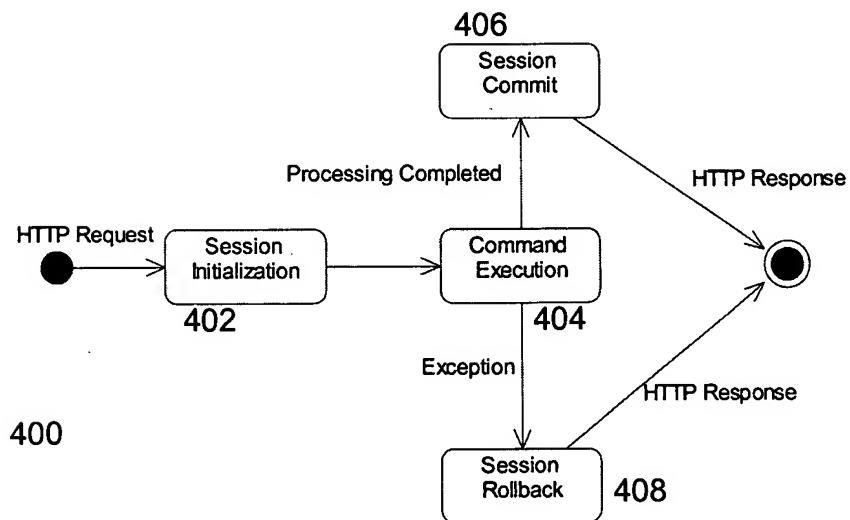 406
Session
Commit
Processing Completed
HTTP Response
HTTP Request
Session
Initialization
Command
Execution
402
404
Exception
HTTP Response
400
Session
Rollback
408